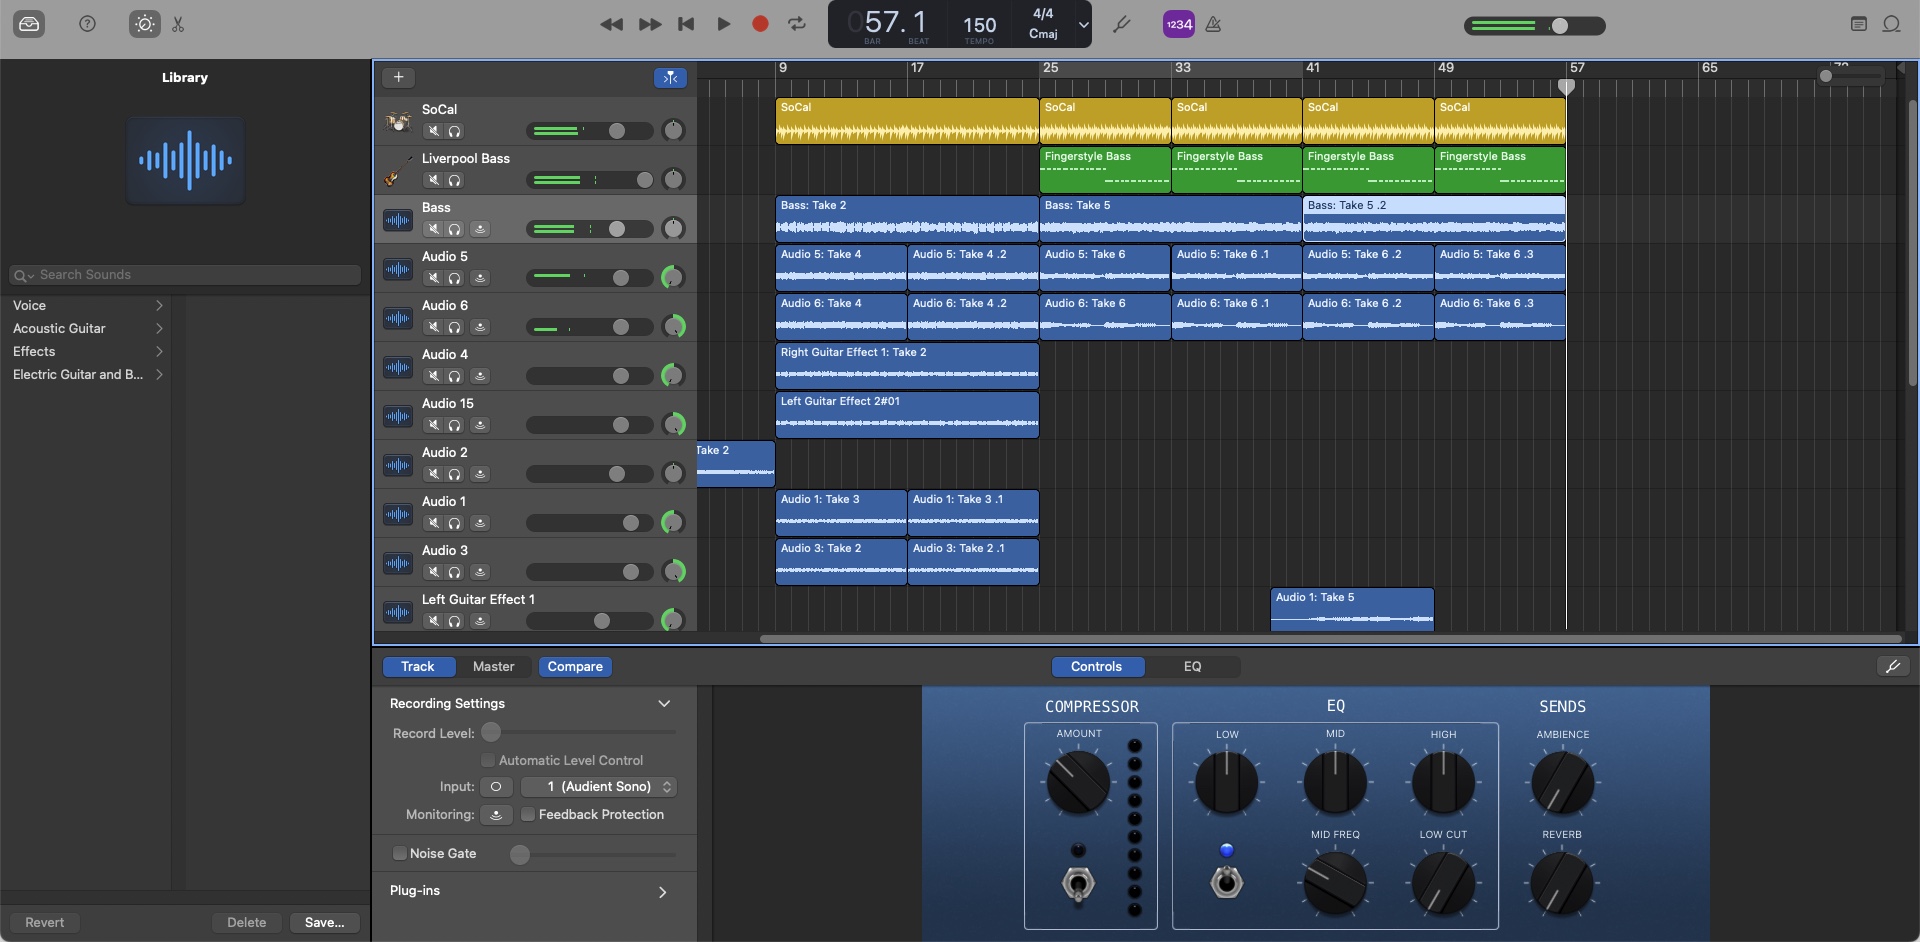 057.1
BAR
BEAT
150
TEMPO
4/4
Cmaj
1234
Library
Search Sounds
Voice
Acoustic Guitar
Effects
Electric Guitar and B...
Revert
Delete
Save...
+
9
17
25
33
41
49
57
65
SoCal
SoCal
SoCal
SoCal
SoCal
SoCal
Liverpool Bass
Fingerstyle Bass
Fingerstyle Bass
Fingerstyle Bass
Fingerstyle Bass
Bass
Bass: Take 2
Bass: Take 5
Bass: Take 5 .2
Audio 5
Audio 5: Take 4
Audio 5: Take 4 .2
Audio 5: Take 6
Audio 5: Take 6 .1
Audio 5: Take 6 .2
Audio 5: Take 6 .3
Audio 6
Audio 6: Take 4
Audio 6: Take 4 .2
Audio 6: Take 6
Audio 6: Take 6 .1
Audio 6: Take 6 .2
Audio 6: Take 6 .3
Audio 4
Right Guitar Effect 1: Take 2
Audio 15
Left Guitar Effect 2#01
Audio 2
Take 2
Audio 1
Audio 1: Take 3
Audio 1: Take 3 .1
Audio 3
Audio 3: Take 2
Audio 3: Take 2 .1
Left Guitar Effect 1
Audio 1: Take 5
Track
Master
Compare
Controls
EQ
Recording Settings
Record Level:
Automatic Level Control
Input:
1 (Audient Sono)
Monitoring:
Feedback Protection
Noise Gate
Plug-ins
COMPRESSOR
AMOUNT
EQ
LOW
MID
HIGH
MID FREQ
LOW CUT
SENDS
AMBIENCE
REVERB